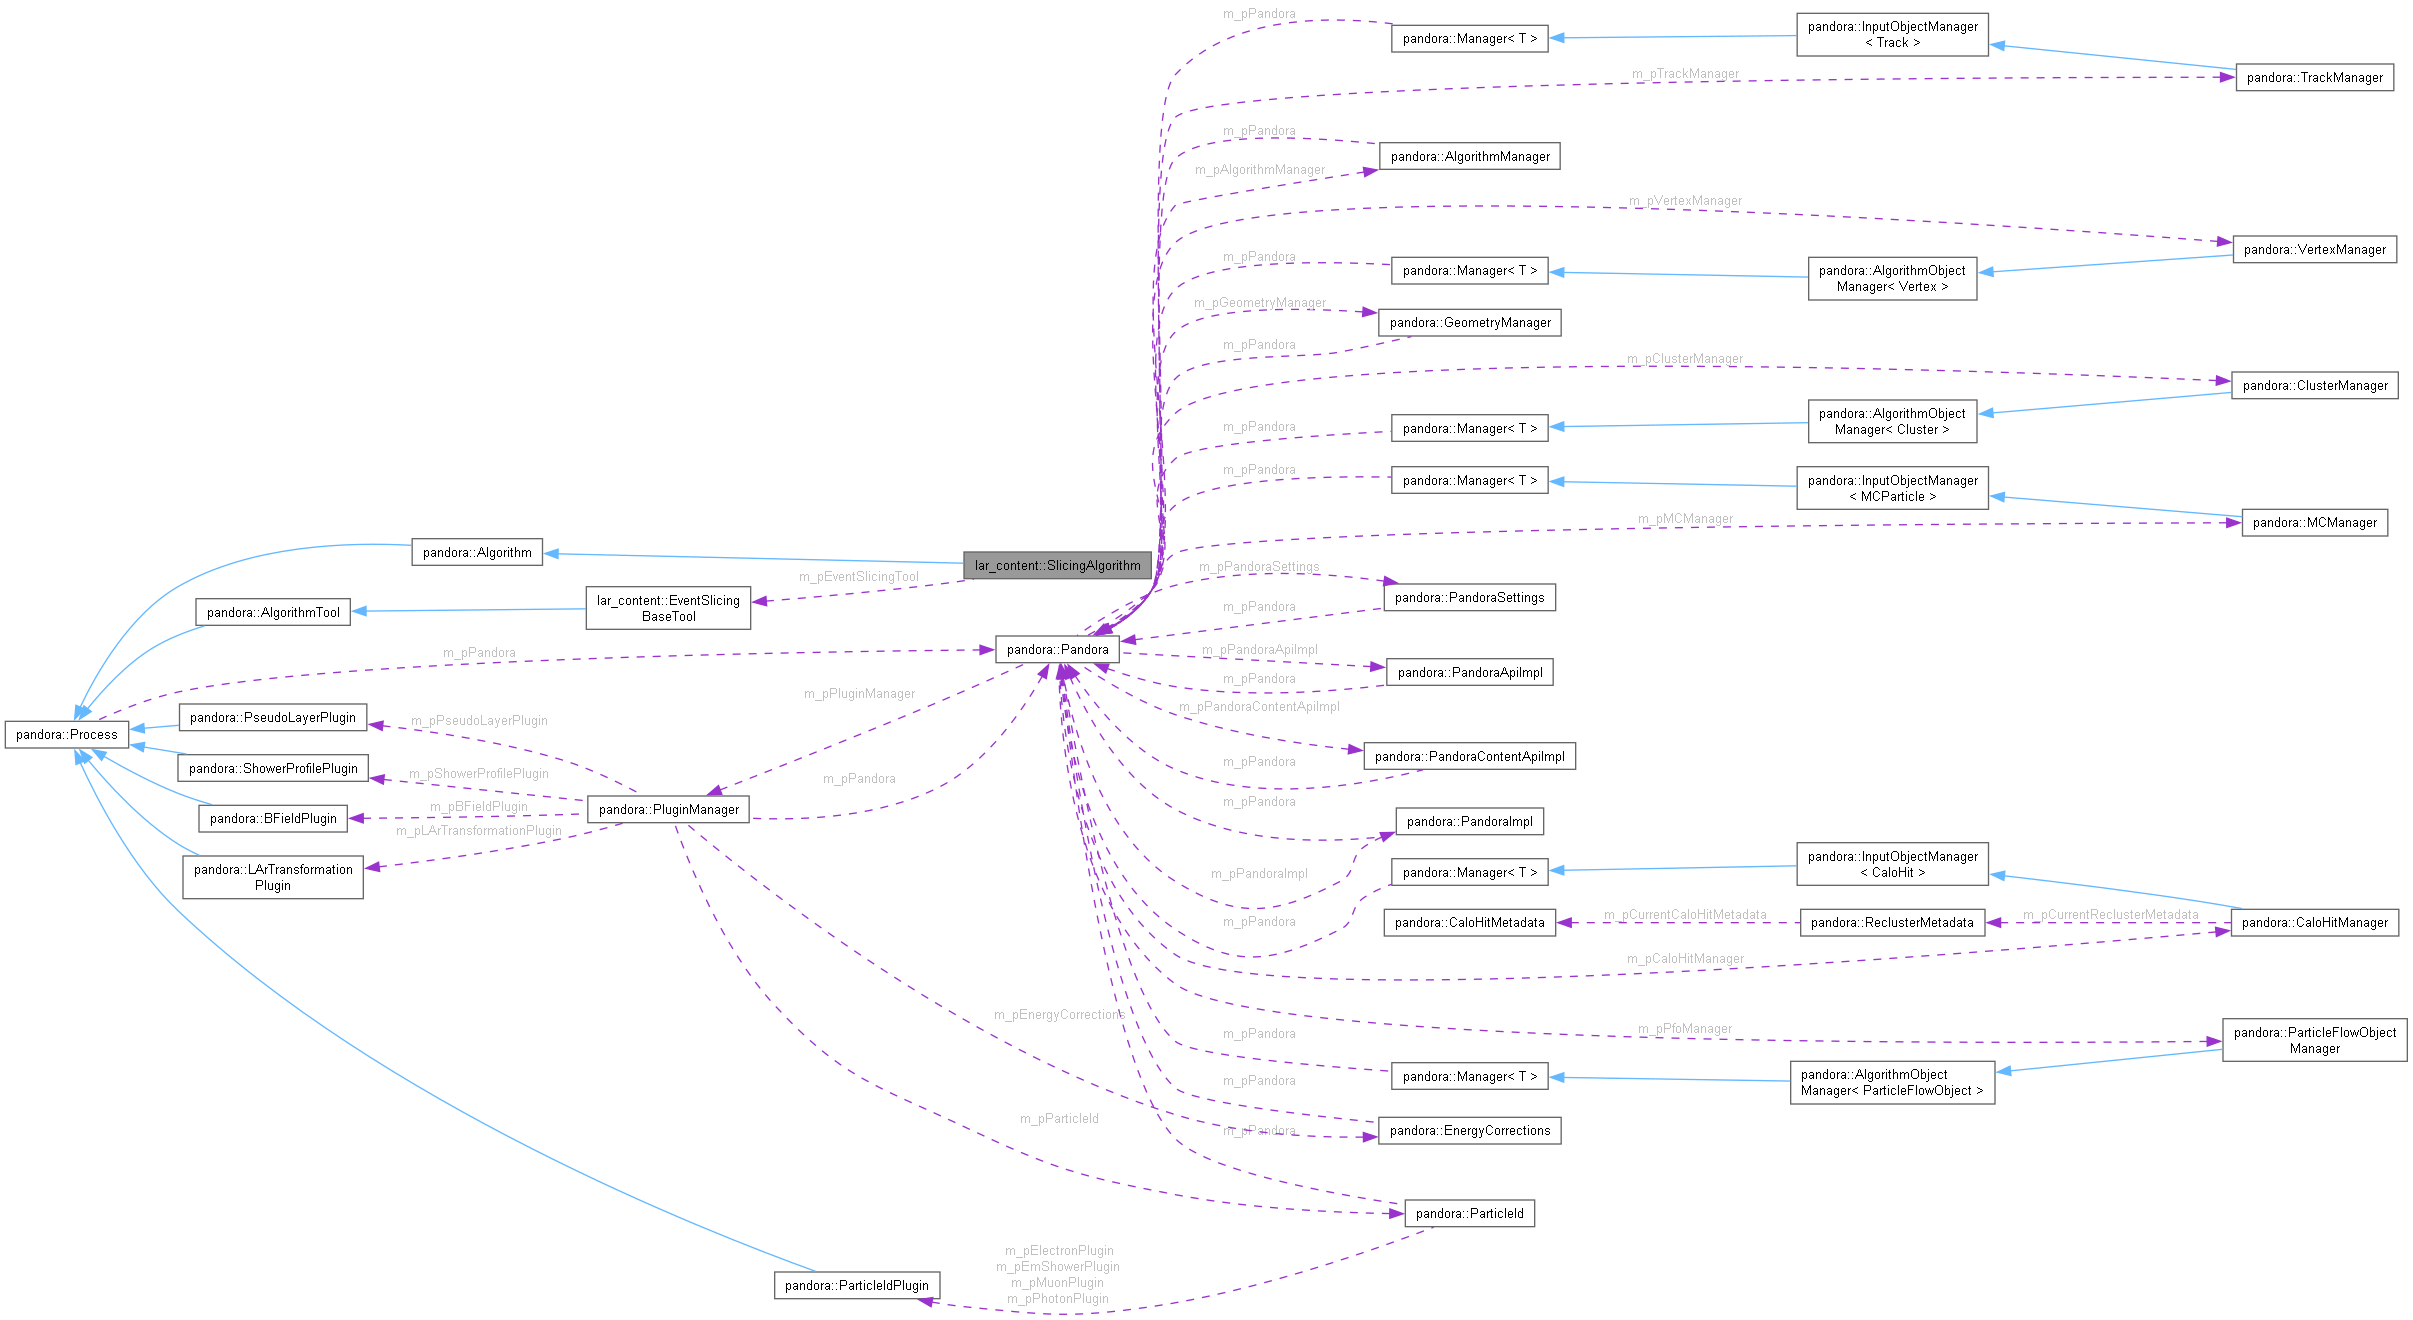 m_pPandora
pandora::Manager< T >
pandora::InputObjectManager
< Track >
m_pTrackManager
pandora::TrackManager
m_pPandora
pandora::AlgorithmManager
m_pAlgorithmManager
m_pVertexManager
pandora::VertexManager
m_pPandora
pandora::Manager< T >
pandora::AlgorithmObject
Manager< Vertex >
m_pGeometryManager
pandora::GeometryManager
m_pPandora
m_pClusterManager
pandora::ClusterManager
m_pPandora
pandora::Manager< T >
pandora::AlgorithmObject
Manager< Cluster >
m_pPandora
pandora::Manager< T >
pandora::InputObjectManager
< MCParticle >
m_pMCManager
pandora::MCManager
pandora::Algorithm
lar_content::SlicingAlgorithm
m_pEventSlicingTool
m_pPandoraSettings
pandora::PandoraSettings
pandora::AlgorithmTool
lar_content::EventSlicing
BaseTool
m_pPandora
m_pPandora
pandora::Pandora
m_pPandoraApiImpl
pandora::PandoraApiImpl
m_pPandora
m_pPluginManager
m_pPandoraContentApiImpl
pandora::Process
pandora::PseudoLayerPlugin
m_pPseudoLayerPlugin
pandora::PandoraContentApiImpl
m_pPandora
pandora::ShowerProfilePlugin
m_pShowerProfilePlugin
m_pPandora
m_pPandora
pandora::BFieldPlugin
m_pBFieldPlugin
pandora::PluginManager
pandora::PandoraImpl
m_pLArTransformationPlugin
pandora::LArTransformation
Plugin
m_pPandoraImpl
pandora::Manager< T >
pandora::InputObjectManager
< CaloHit >
m_pPandora
pandora::CaloHitMetadata
m_pCurrentCaloHitMetadata
pandora::ReclusterMetadata
m_pCurrentReclusterMetadata
pandora::CaloHitManager
m_pCaloHitManager
m_pEnergyCorrections
m_pPandora
m_pPfoManager
pandora::ParticleFlowObject
Manager
m_pPandora
pandora::Manager< T >
pandora::AlgorithmObject
Manager< ParticleFlowObject >
m_pParticleId
m_pPandora
pandora::EnergyCorrections
pandora::ParticleId
m_pElectronPlugin
m_pEmShowerPlugin
m_pMuonPlugin
m_pPhotonPlugin
pandora::ParticleIdPlugin